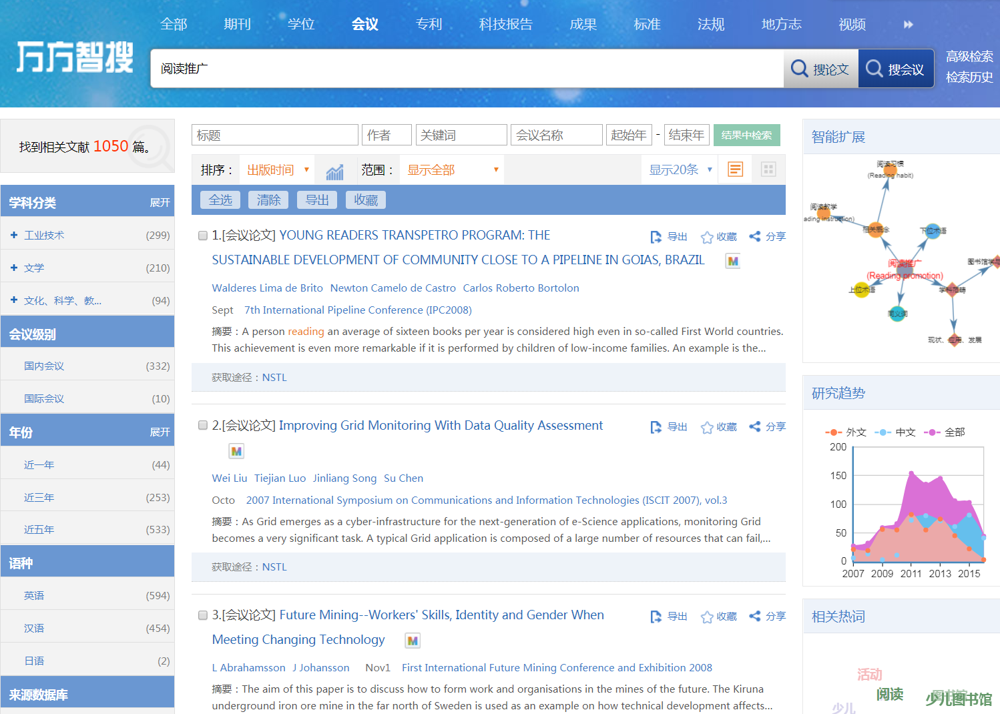 全部 期刊 学位 会议 专利 科技报告 成果 标准 法规 地方志 视频
万方智搜
阅读推广
搜论文
搜会议
高级检索
检索历史
找到相关文献 1050 篇。
学科分类 展开
工业技术 (299)
文学 (210)
文化、科学、教... (94)
会议级别
国内会议 (332)
国际会议 (10)
年份 展开
近一年 (44)
近三年 (253)
近五年 (533)
语种
英语 (594)
汉语 (454)
日语 (2)
来源数据库
标题 作者 关键词 会议名称 起始年 - 结束年 结果中检索
排序： 出版时间 范围： 显示全部 显示20条
全选 清除 导出 收藏
1.[会议论文] YOUNG READERS TRANSPETRO PROGRAM: THE
SUSTAINABLE DEVELOPMENT OF COMMUNITY CLOSE TO A PIPELINE IN GOIAS, BRAZIL
导出 收藏 分享
Walderes Lima de Brito Newton Camelo de Castro Carlos Roberto Bortolon
Sept 7th International Pipeline Conference (IPC2008)
摘要：A person reading an average of sixteen books per year is considered high even in so-called First World countries.
This achievement is even more remarkable if it is performed by children of low-income families. An example is the...
获取途径：NSTL
2.[会议论文] Improving Grid Monitoring With Data Quality Assessment
导出 收藏 分享
M
Wei Liu Tiejian Luo Jinliang Song Su Chen
Octo 2007 International Symposium on Communications and Information Technologies (ISCIT 2007), vol.3
摘要：As Grid emerges as a cyber-infrastructure for the next-generation of e-Science applications, monitoring Grid
becomes a very significant task. A typical Grid application is composed of a large number of resources that can fail,...
获取途径：NSTL
3.[会议论文] Future Mining--Workers' Skills, Identity and Gender When
Meeting Changing Technology M
导出 收藏 分享
L Abrahamsson J Johansson Nov1 First International Future Mining Conference and Exhibition 2008
摘要：The aim of this paper is to discuss how to form work and organisations in the mines of the future. The Kiruna
underground iron ore mine in the far north of Sweden is used as an example on how technical development affects...
智能扩展
阅读习惯
(Reading habit)
阅读教学
ading instruction)
相关概念
下位术语
阅读推广
(Reading promotion)
图书馆学
上位术语
学科范畴
同义词
现状、应用、发展
研究趋势
外文 中文 全部
200
150
100
50
0
2007 2009 2011 2013 2015
相关热词
活动
阅读
图书馆
少儿图书馆
少儿